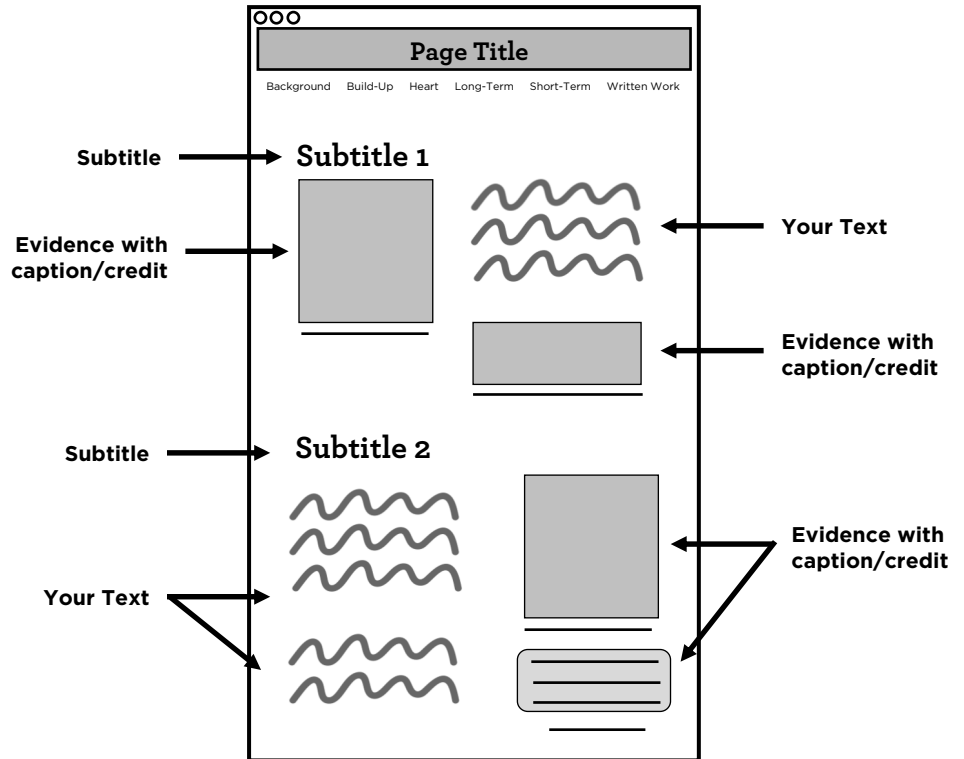 Page Title
Background Build-Up Heart Long-Term Short-Term Written Work
Subtitle
Subtitle 1
Evidence with
caption/credit
Your Text
Evidence with
caption/credit
Subtitle
Subtitle 2
Evidence with
caption/credit
Your Text